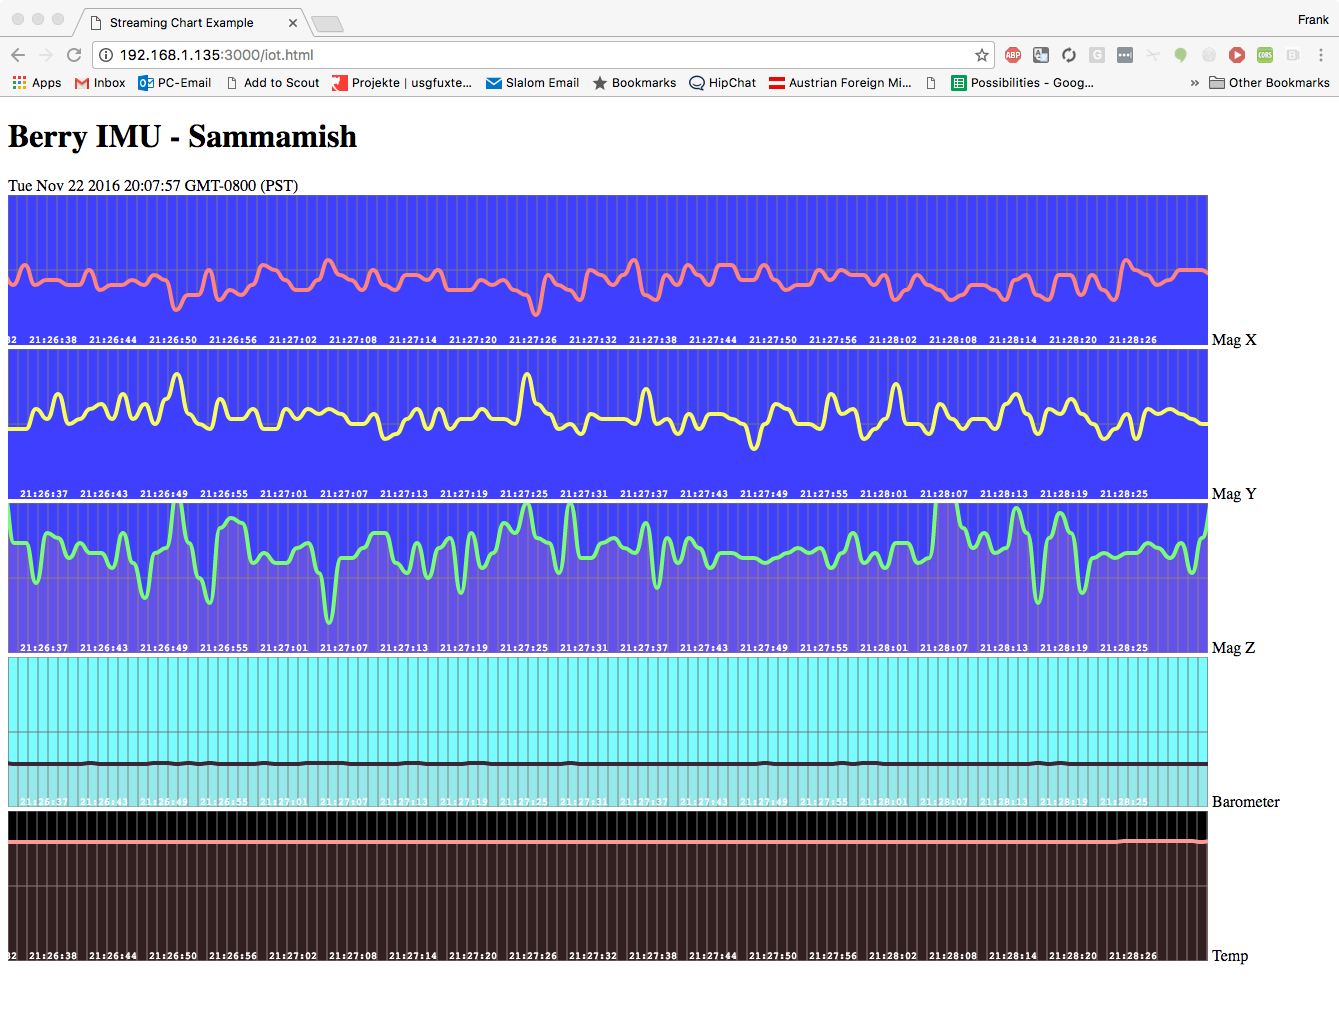 Streaming Chart Example
Frank
192.168.1.135:3000/iot.html
ABP
G
CORS
B
Apps Inbox PC-Email Add to Scout Projekte | usgfuxte... Slalom Email Bookmarks HipChat Austrian Foreign Mi... Possibilities - Goog... » Other Bookmarks
Berry IMU - Sammamish
Tue Nov 22 2016 20:07:57 GMT-0800 (PST)
32 21:26:38 21:26:44 21:26:50 21:26:56 21:27:02 21:27:08 21:27:14 21:27:20 21:27:26 21:27:32 21:27:38 21:27:44 21:27:50 21:27:56 21:28:02 21:28:08 21:28:14 21:28:20 21:28:26 Mag X
21:26:37 21:26:43 21:26:49 21:26:55 21:27:01 21:27:07 21:27:13 21:27:19 21:27:25 21:27:31 21:27:37 21:27:43 21:27:49 21:27:55 21:28:01 21:28:07 21:28:13 21:28:19 21:28:25 Mag Y
21:26:37 21:26:43 21:26:49 21:26:55 21:27:01 21:27:07 21:27:13 21:27:19 21:27:25 21:27:31 21:27:37 21:27:43 21:27:49 21:27:55 21:28:01 21:28:07 21:28:13 21:28:19 21:28:25 Mag Z
21:26:37 21:26:43 21:26:49 21:26:55 21:27:01 21:27:07 21:27:13 21:27:19 21:27:25 21:27:31 21:27:37 21:27:43 21:27:49 21:27:55 21:28:01 21:28:07 21:28:13 21:28:19 21:28:25 Barometer
32 21:26:38 21:26:44 21:26:50 21:26:56 21:27:02 21:27:08 21:27:14 21:27:20 21:27:26 21:27:32 21:27:38 21:27:44 21:27:50 21:27:56 21:28:02 21:28:08 21:28:14 21:28:20 21:28:26 Temp